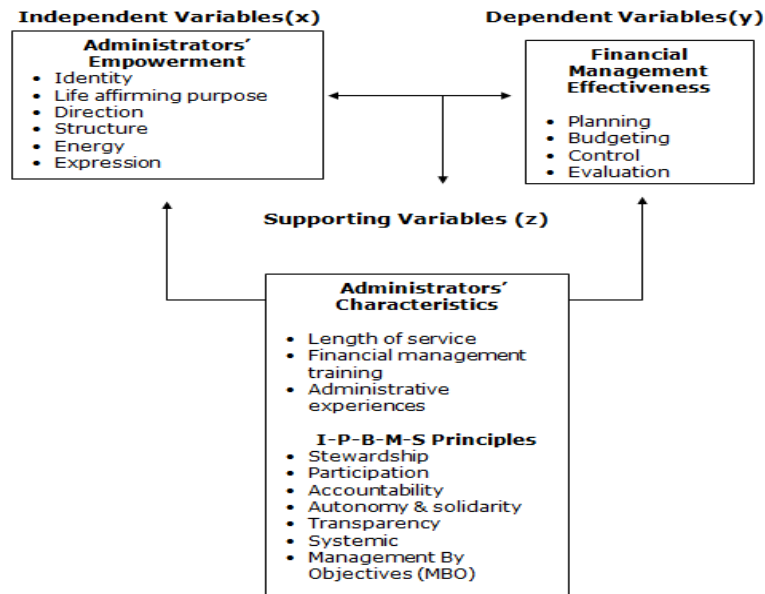 Independent Variables(x)
Administrators’
Empowerment
• Identity
• Life affirming purpose
• Direction
• Structure
• Energy
• Expression
Dependent Variables(y)
Financial
Management
Effectiveness
• Planning
• Budgeting
• Control
• Evaluation
Supporting Variables (z)
Administrators’
Characteristics
• Length of service
• Financial management
training
• Administrative
experiences
I-P-B-M-S Principles
• Stewardship
• Participation
• Accountability
• Autonomy & solidarity
• Transparency
• Systemic
• Management By
Objectives (MBO)